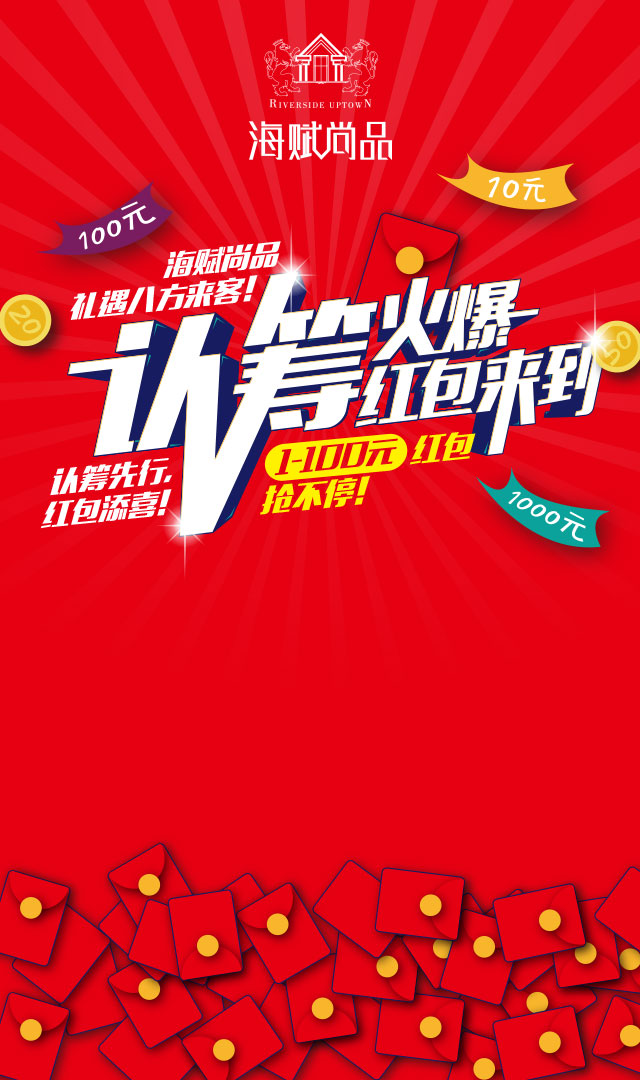 RIVERSIDE UPTOWN
海赋尚品
10元
100元
海赋尚品
礼遇八方来客！
20
认筹火爆
红包来到
50
认筹先行，
红包添喜！
1-100元红包
抢不停！
1000元